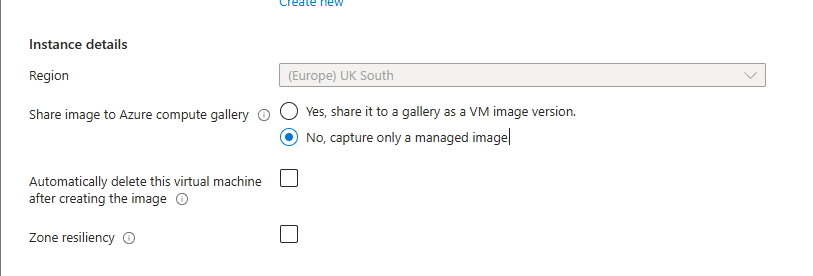 Create new
Instance details
Region
(Europe) UK South
Share image to Azure compute gallery
Yes, share it to a gallery as a VM image version.
No, capture only a managed image
Automatically delete this virtual machine
after creating the image
Zone resiliency